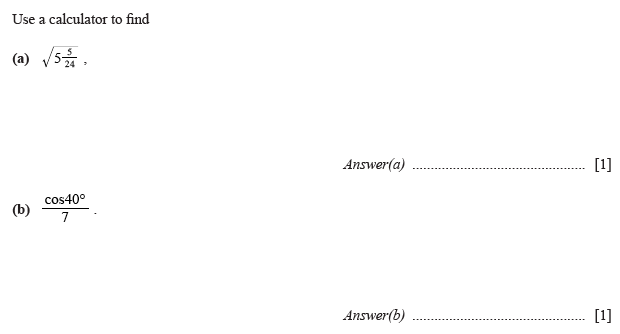 Use a calculator to find
(a) √5 5/24 ,
Answer(a) ................................................ [1]
(b) cos40°/7 .
Answer(b) ................................................ [1]